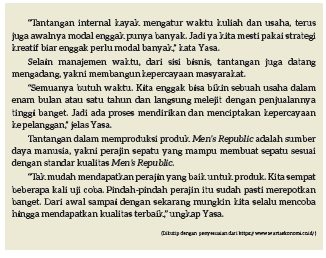 "Tantangan internal kayak mengatur waktu kuliah dan usaha, terus
juga awalnya modal enggak punya banyak. Jadi ya kita mesti pakai strategi
kreatif biar enggak perlu modal banyak," kata Yasa.
Selain manajemen waktu, dari sisi bisnis, tantangan juga datang
mengadang, yakni membangun kepercayaan masyarakat.
"Semuanya butuh waktu. Kita enggak bisa bikin sebuah usaha dalam
enam bulan atau satu tahun dan langsung melejit dengan penjualannya
tinggi banget. Jadi ada proses mendirikan dan menciptakan kepercayaan
ke pelanggan," jelas Yasa.
Tantangan dalam memproduksi produk Men's Republic adalah sumber
daya manusia, yakni perajin sepatu yang mampu membuat sepatu sesuai
dengan standar kualitas Men's Republic.
"Tak mudah mendapatkan perajin yang baik untuk produk. Kita sempat
beberapa kali uji coba. Pindah-pindah perajin itu sudah pasti merepotkan
banget. Dari awal sampai dengan sekarang mungkin kita selalu mencoba
hingga mendapatkan kualitas terbaik," ungkap Yasa.
(Dikutip dengan penyesuaian dari https://www.wartaekonomi.co.id/)